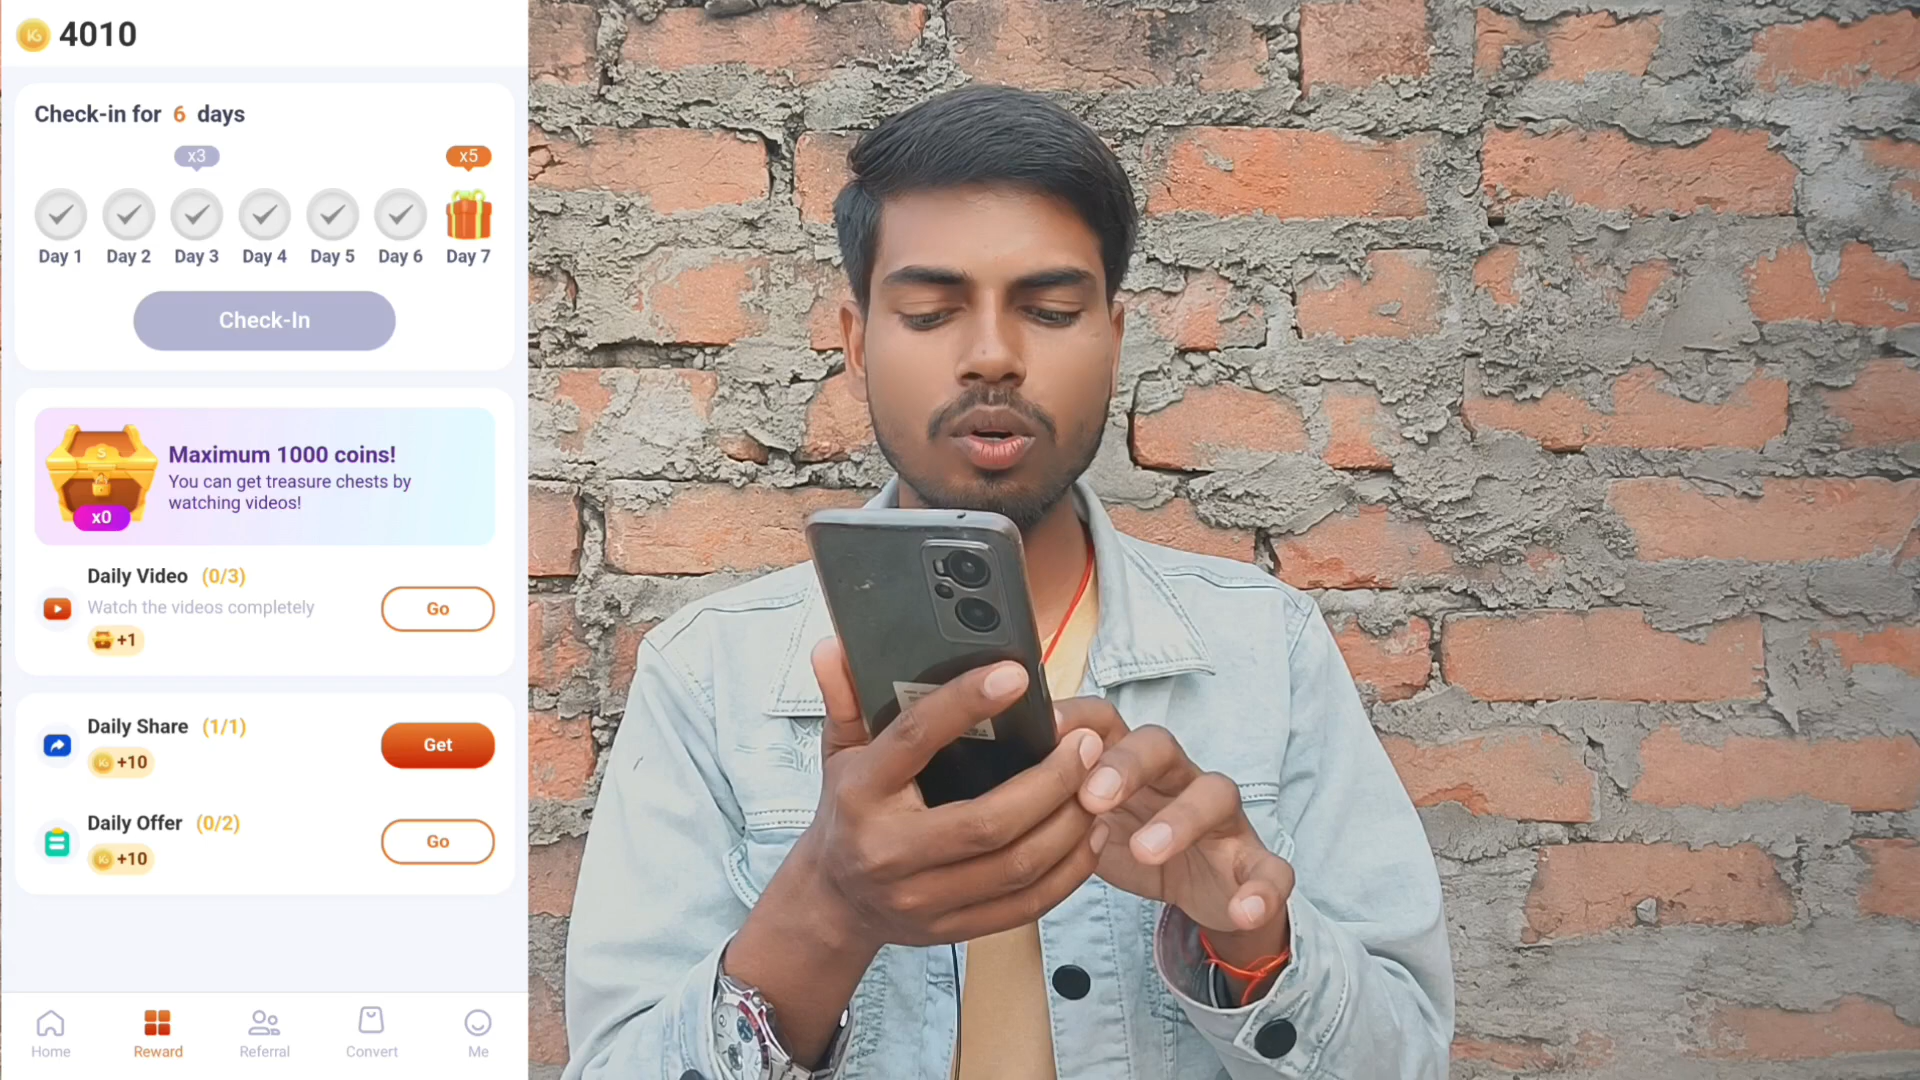 4010
Check-in for 6 days
x3
x5
Day 1 Day 2 Day 3 Day 4 Day 5 Day 6 Day 7
Check-In
Maximum 1000 coins!
You can get treasure chests by
watching videos!
x0
Daily Video (0/3)
Watch the videos completely
+1
Go
Daily Share (1/1)
+10
Get
Daily Offer (0/2)
+10
Go
Home Reward Referral Convert Me